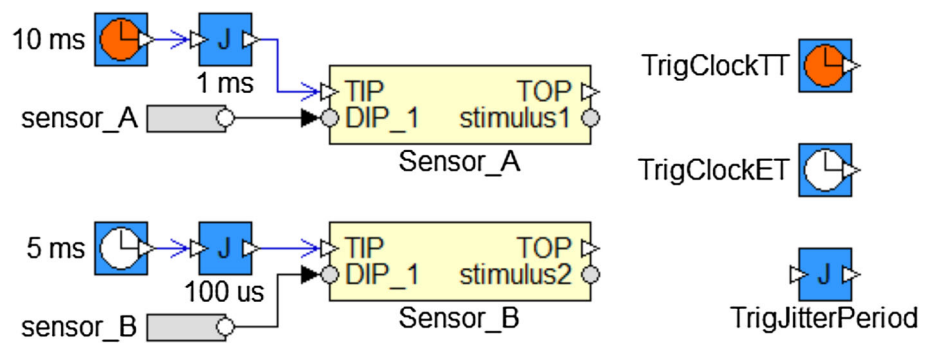 10 ms
J
1 ms
TIP
TOP
sensor_A
DIP_1
stimulus1
Sensor_A
TrigClockTT
TrigClockET
5 ms
J
100 us
TIP
TOP
DIP_1
stimulus2
sensor_B
Sensor_B
J
TrigJitterPeriod